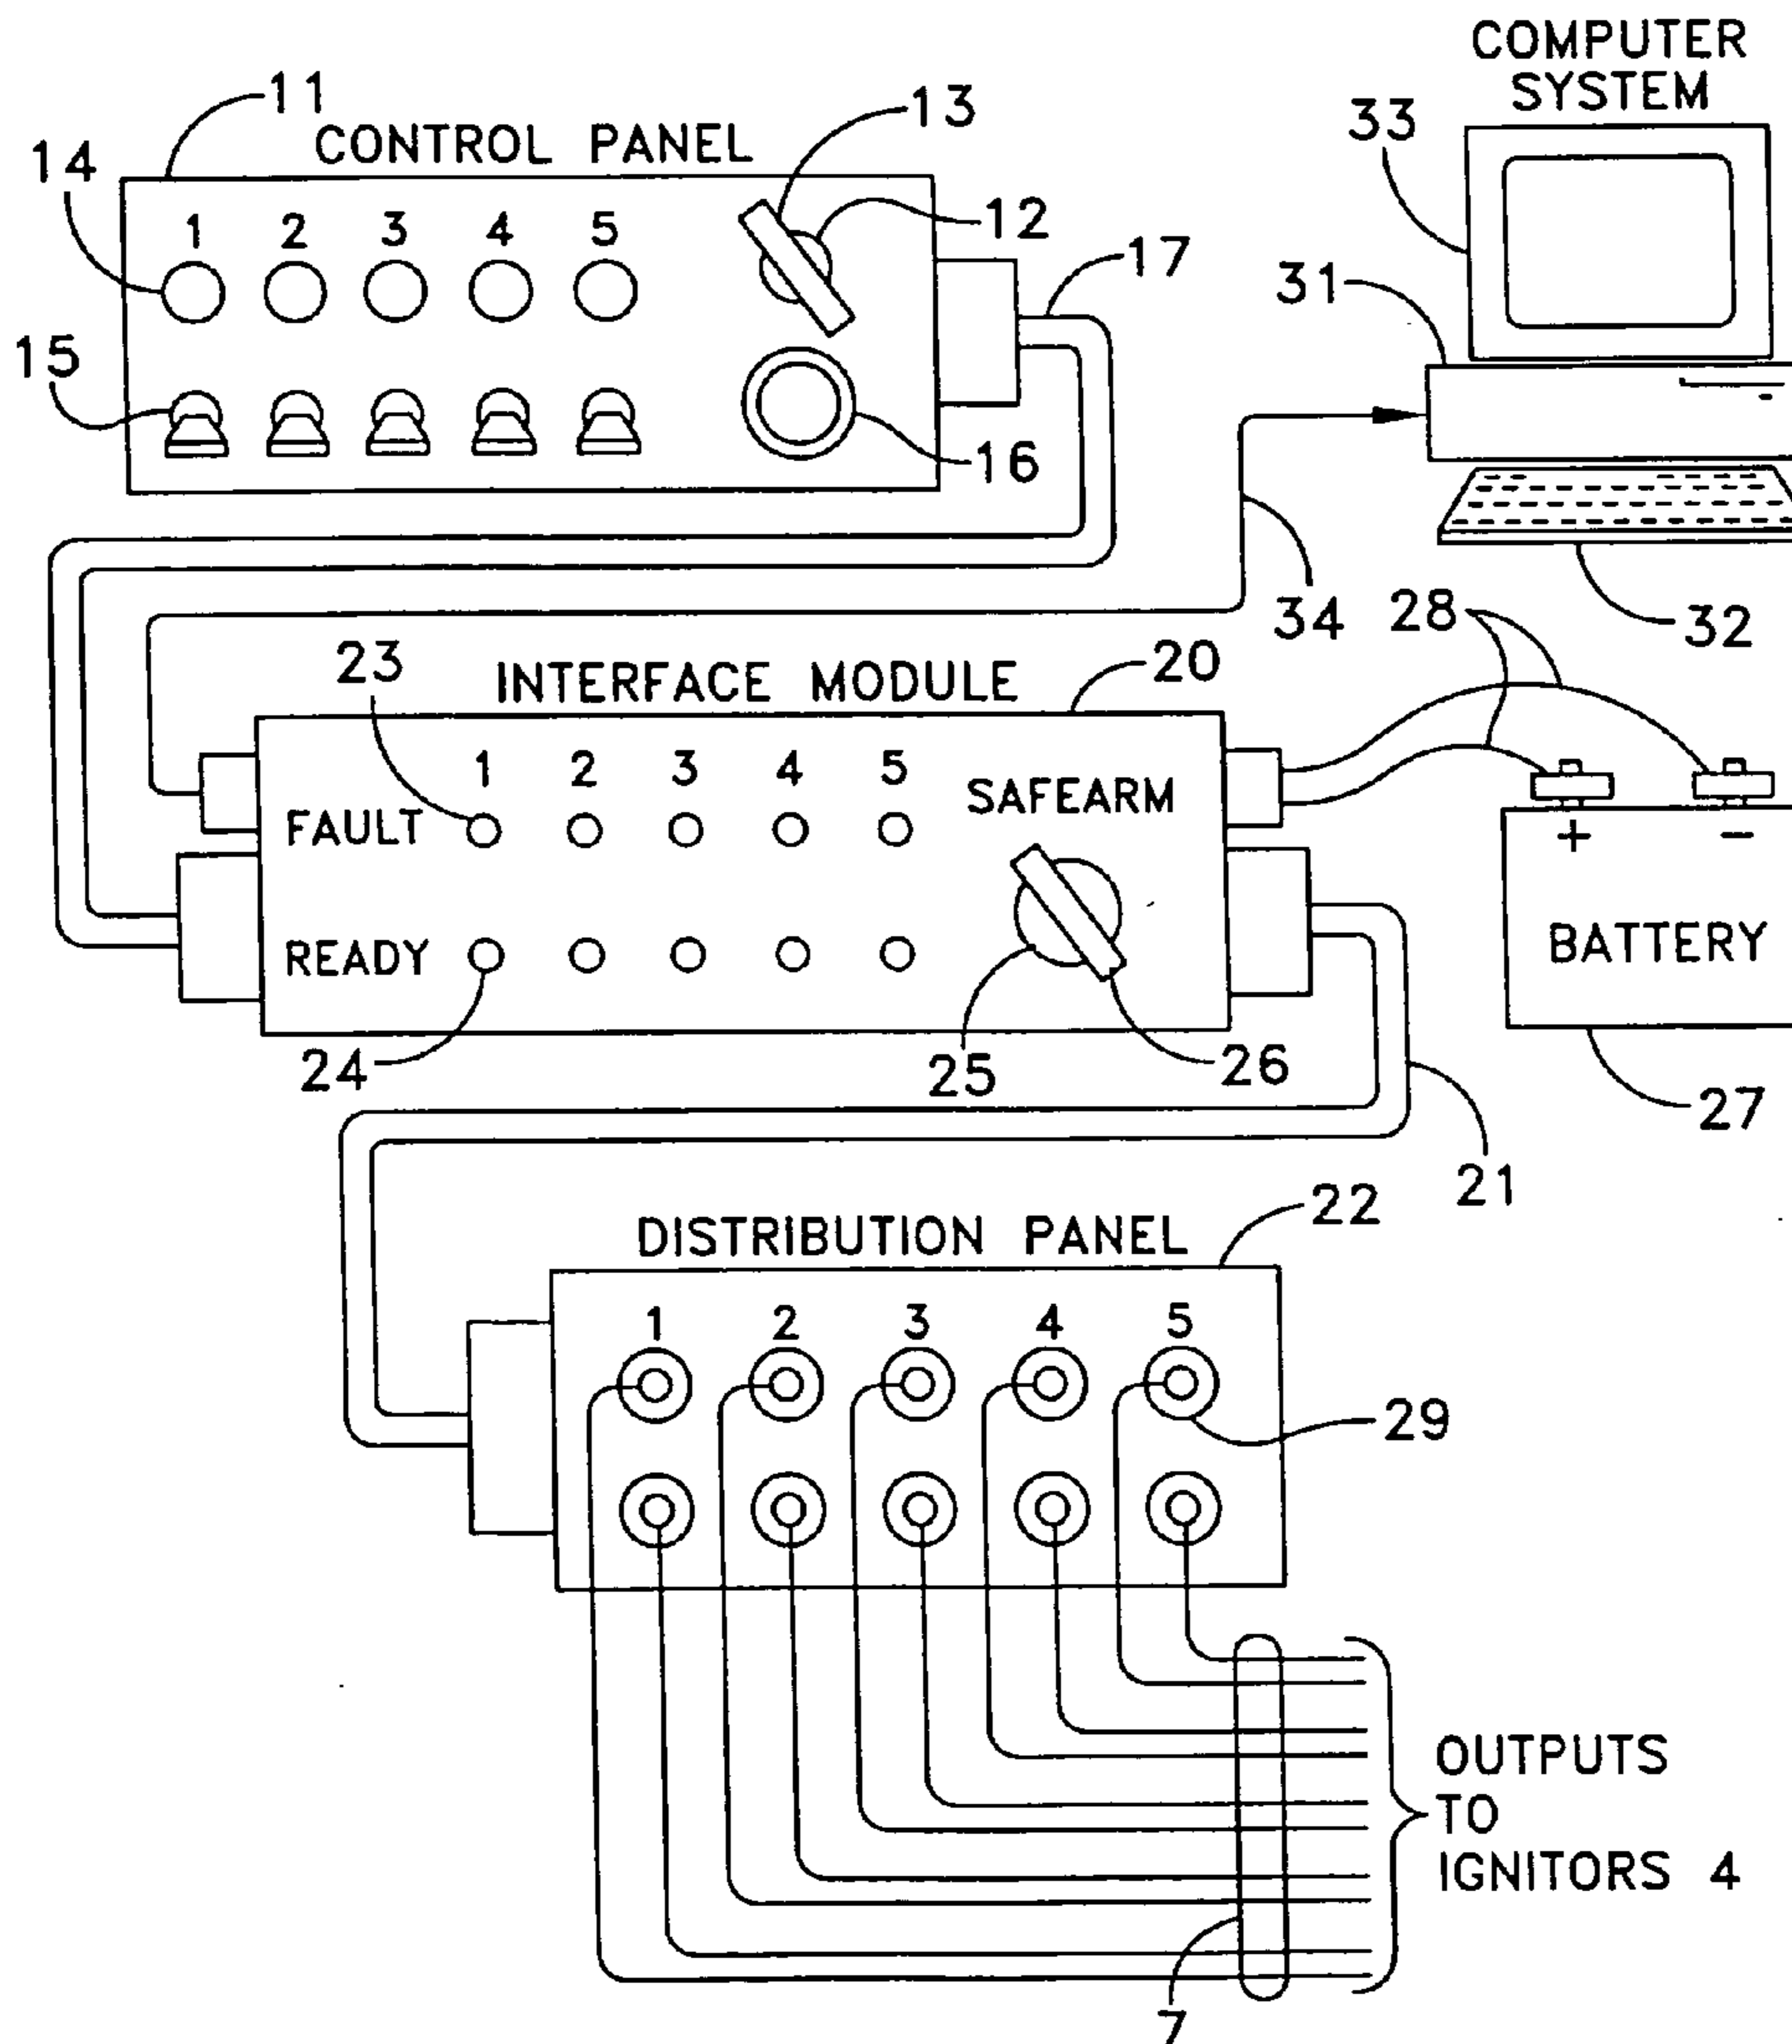 COMPUTER
SYSTEM
11
13
33
CONTROL PANEL
14
12
1 2 3 4 5
17
31
15
16
34
28
32
23
INTERFACE MODULE
20
1 2 3 4 5
SAFEARM
FAULT
+ −
READY
BATTERY
24
25
26
27
21
22
DISTRIBUTION PANEL
1 2 3 4 5
29
OUTPUTS
TO
IGNITORS 4
7